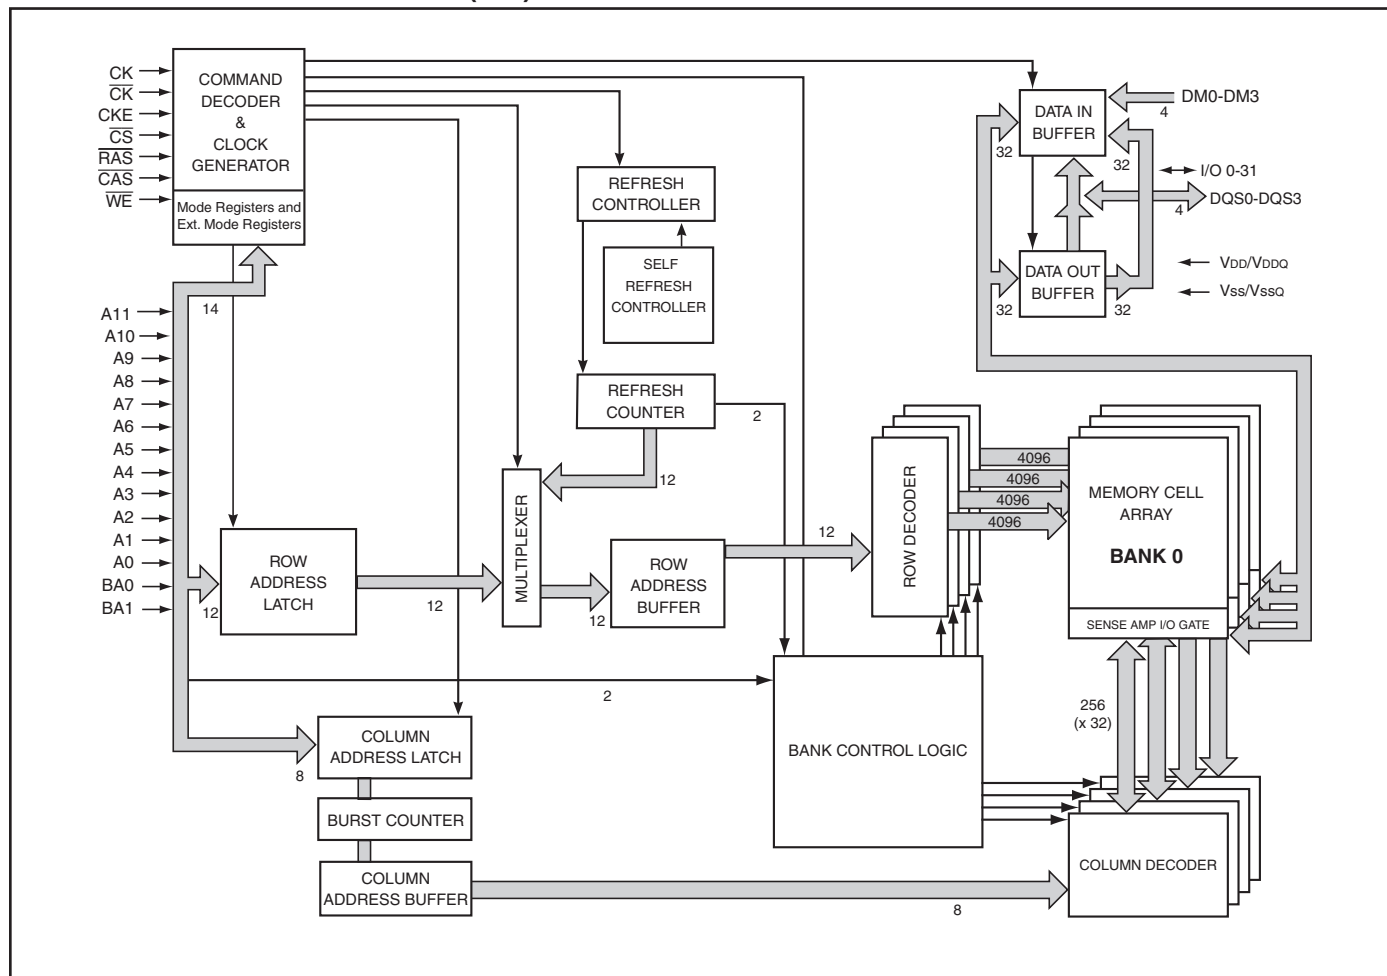 CK
CK
CKE
CS
RAS
CAS
WE
COMMAND
DECODER
&
CLOCK
GENERATOR
Mode Registers and
Ext. Mode Registers
14
A11
A10
A9
A8
A7
A6
A5
A4
A3
A2
A1
A0
BA0
BA1
12
ROW
ADDRESS
LATCH
12
MULTIPLEXER
12
REFRESH
CONTROLLER
SELF
REFRESH
CONTROLLER
REFRESH
COUNTER
2
12
ROW
ADDRESS
BUFFER
12
ROW DECODER
4096
4096
4096
4096
MEMORY CELL
ARRAY
BANK 0
SENSE AMP I/O GATE
DATA IN
BUFFER
DM0-DM3
4
32
32
I/O 0-31
DQS0-DQS3
4
DATA OUT
BUFFER
32
32
VDD/VDDQ
VSS/VSSQ
2
BANK CONTROL LOGIC
256
(x 32)
8
COLUMN
ADDRESS LATCH
BURST COUNTER
COLUMN
ADDRESS BUFFER
8
COLUMN DECODER